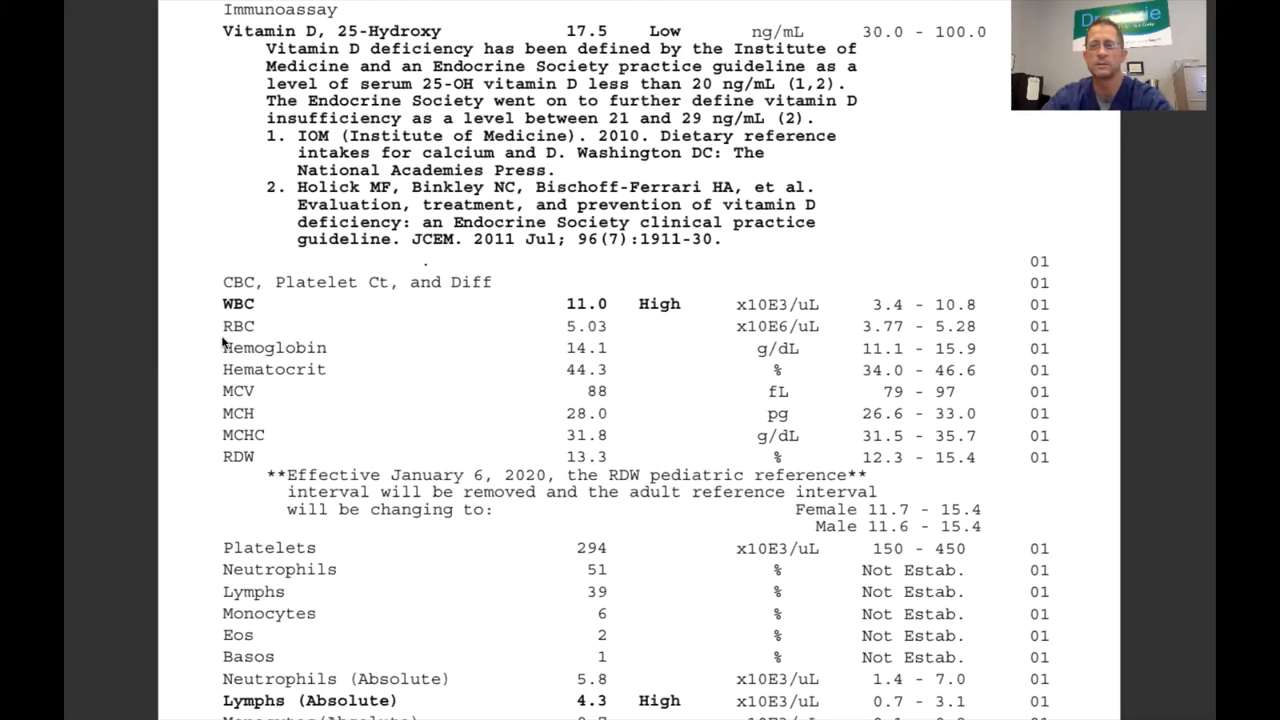 Immunoassay
Vitamin D, 25-Hydroxy 17.5 Low ng/mL 30.0 - 100.0
Vitamin D deficiency has been defined by the Institute of
Medicine and an Endocrine Society practice guideline as a
level of serum 25-OH vitamin D less than 20 ng/mL (1,2).
The Endocrine Society went on to further define vitamin D
insufficiency as a level between 21 and 29 ng/mL (2).
1. IOM (Institute of Medicine). 2010. Dietary reference
intakes for calcium and D. Washington DC: The
National Academies Press.
2. Holick MF, Binkley NC, Bischoff-Ferrari HA, et al.
Evaluation, treatment, and prevention of vitamin D
deficiency: an Endocrine Society clinical practice
guideline. JCEM. 2011 Jul; 96(7):1911-30.
. 01
CBC, Platelet Ct, and Diff 01
WBC 11.0 High x10E3/uL 3.4 - 10.8 01
RBC 5.03 x10E6/uL 3.77 - 5.28 01
Hemoglobin 14.1 g/dL 11.1 - 15.9 01
Hematocrit 44.3 % 34.0 - 46.6 01
MCV 88 fL 79 - 97 01
MCH 28.0 pg 26.6 - 33.0 01
MCHC 31.8 g/dL 31.5 - 35.7 01
RDW 13.3 % 12.3 - 15.4 01
**Effective January 6, 2020, the RDW pediatric reference**
interval will be removed and the adult reference interval
will be changing to: Female 11.7 - 15.4
Male 11.6 - 15.4
Platelets 294 x10E3/uL 150 - 450 01
Neutrophils 51 % Not Estab. 01
Lymphs 39 % Not Estab. 01
Monocytes 6 % Not Estab. 01
Eos 2 % Not Estab. 01
Basos 1 % Not Estab. 01
Neutrophils (Absolute) 5.8 x10E3/uL 1.4 - 7.0 01
Lymphs (Absolute) 4.3 High x10E3/uL 0.7 - 3.1 01